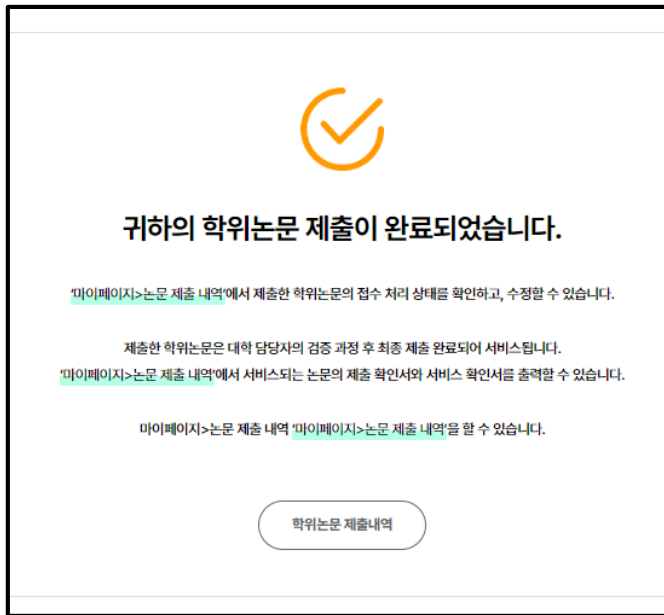 귀하의 학위논문 제출이 완료되었습니다.
'마이페이지>논문 제출 내역'에서 제출한 학위논문의 접수 처리 상태를 확인하고, 수정할 수 있습니다.
제출한 학위논문은 대학 담당자의 검증 과정 후 최종 제출 완료되어 서비스됩니다.
'마이페이지>논문 제출 내역'에서 서비스되는 논문의 제출 확인서와 서비스 확인서를 출력할 수 있습니다.
마이페이지>논문 제출 내역 '마이페이지>논문 제출 내역'을 할 수 있습니다.
학위논문 제출내역